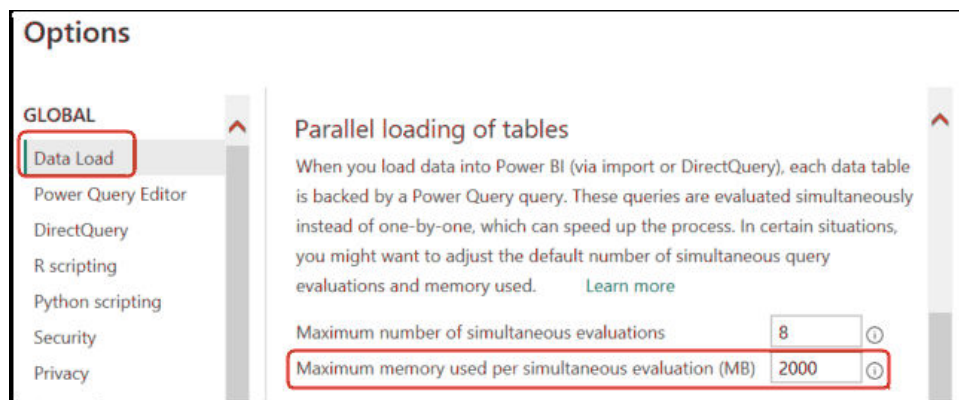 Options
GLOBAL
Data Load
Power Query Editor
DirectQuery
R scripting
Python scripting
Security
Privacy
Parallel loading of tables
When you load data into Power BI (via import or DirectQuery), each data table
is backed by a Power Query query. These queries are evaluated simultaneously
instead of one-by-one, which can speed up the process. In certain situations,
you might want to adjust the default number of simultaneous query
evaluations and memory used. Learn more
Maximum number of simultaneous evaluations 8
Maximum memory used per simultaneous evaluation (MB) 2000